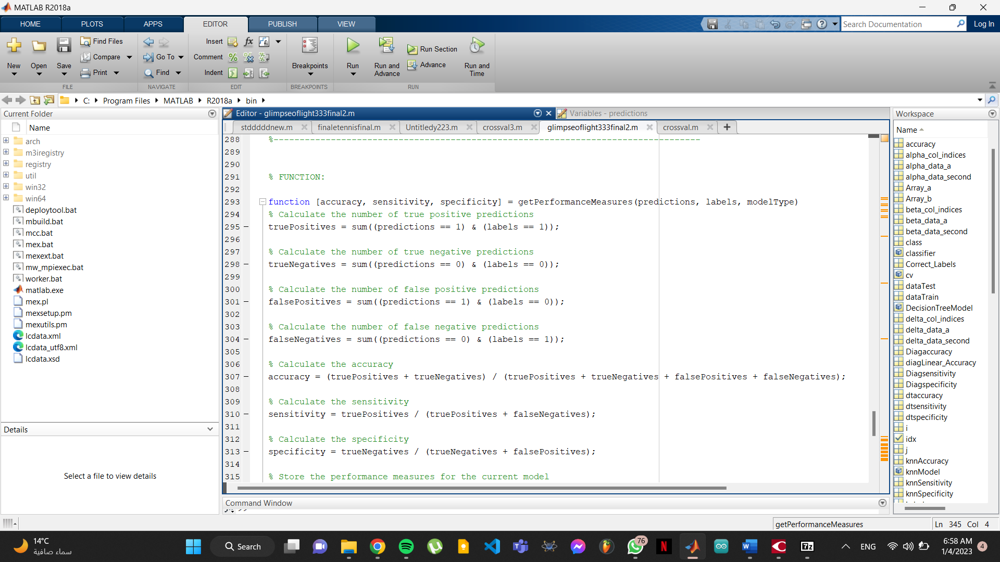 MATLAB R2018a
HOME
PLOTS
APPS
EDITOR
PUBLISH
VIEW
Search Documentation
Log In
New
Open
Save
Find Files
Compare
Print
FILE
Go To
Find
NAVIGATE
Insert
fx
fi
Comment
Indent
EDIT
Breakpoints
BREAKPOINTS
Run
Run and
Advance
Run Section
Advance
Run and
Time
RUN
C: Program Files MATLAB R2018a bin
Current Folder
Name
arch
m3iregistry
registry
util
win32
win64
deploytool.bat
mbuild.bat
mcc.bat
mex.bat
mexext.bat
mw_mpiexec.bat
worker.bat
matlab.exe
mex.pl
mexsetup.pm
mexutils.pm
lcdata.xml
lcdata_utf8.xml
lcdata.xsd
Details
Select a file to view details
Editor - glimpseoflight333final2.m
Variables - predictions
stdddddnew.m
finaletennisfinal.m
Untitledy223.m
crossval3.m
glimpseoflight333final2.m
crossval.m
288 %----------------------------------------------------------------------------------
289
290
291 % FUNCTION:
292
293 function [accuracy, sensitivity, specificity] = getPerformanceMeasures(predictions, labels, modelType)
294 % Calculate the number of true positive predictions
295 truePositives = sum((predictions == 1) & (labels == 1));
296
297 % Calculate the number of true negative predictions
298 trueNegatives = sum((predictions == 0) & (labels == 0));
299
300 % Calculate the number of false positive predictions
301 falsePositives = sum((predictions == 1) & (labels == 0));
302
303 % Calculate the number of false negative predictions
304 falseNegatives = sum((predictions == 0) & (labels == 1));
305
306 % Calculate the accuracy
307 accuracy = (truePositives + trueNegatives) / (truePositives + trueNegatives + falsePositives + falseNegatives);
308
309 % Calculate the sensitivity
310 sensitivity = truePositives / (truePositives + falseNegatives);
311
312 % Calculate the specificity
313 specificity = trueNegatives / (trueNegatives + falsePositives);
314
315 % Store the performance measures for the current model
Command Window
Workspace
Name
accuracy
alpha_col_indices
alpha_data_a
alpha_data_second
Array_a
Array_b
beta_col_indices
beta_data_a
beta_data_second
class
classifier
Correct_Labels
cv
dataTest
dataTrain
DecisionTreeModel
delta_col_indices
delta_data_a
delta_data_second
Diagaccuracy
diagLinear_Accuracy
Diagsensitivity
Diagspecificity
dtaccuracy
dtsensitivity
dtspecificity
i
idx
j
knnAccuracy
knnModel
knnSensitivity
knnSpecificity
getPerformanceMeasures
Ln 345 Col 4
14°C
سماء صافية
Search
76
N
7z
ENG
6:58 AM
1/4/2023
4